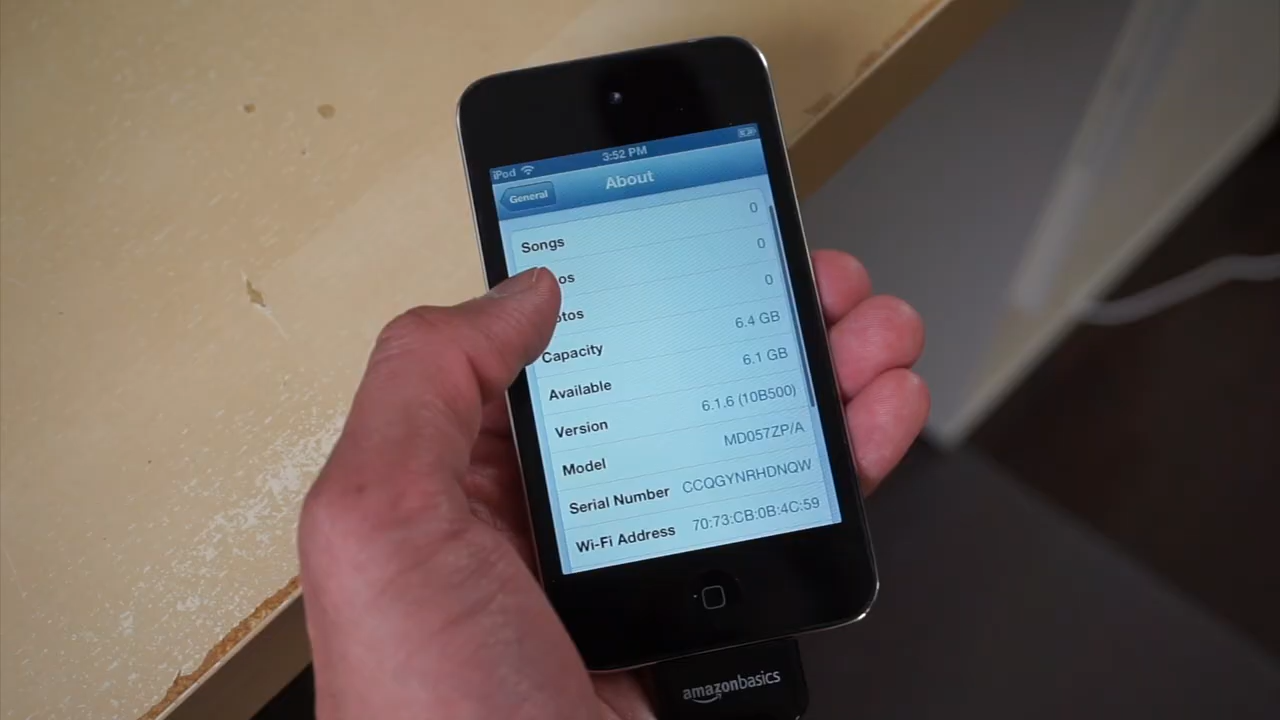 iPod 3:52 PM
General About
Songs 0
os 0
otos 0
Capacity 6.4 GB
Available 6.1 GB
Version 6.1.6 (10B500)
Model MD057ZP/A
Serial Number CCQGYNRHDNQW
Wi-Fi Address 70:73:CB:0B:4C:59
amazonbasics